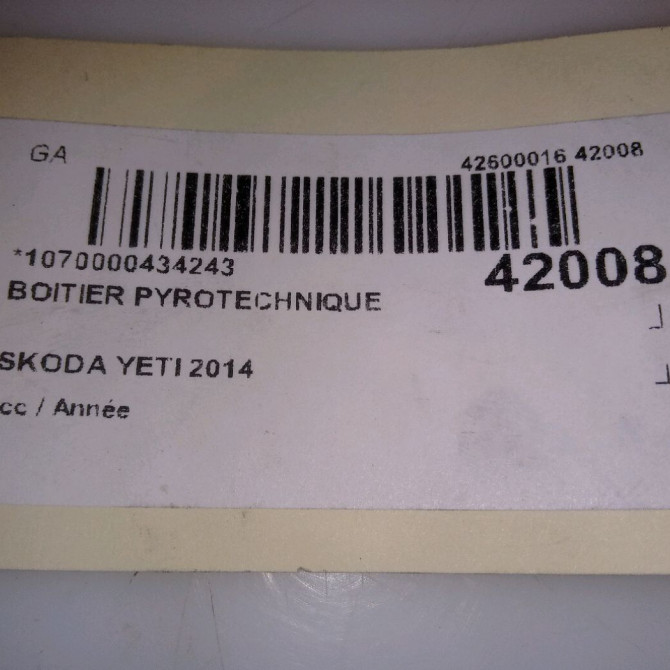 GA
42600016 42008
*1070000434243
42008
BOITIER PYROTECHNIQUE
SKODA YETI 2014
cc / Année